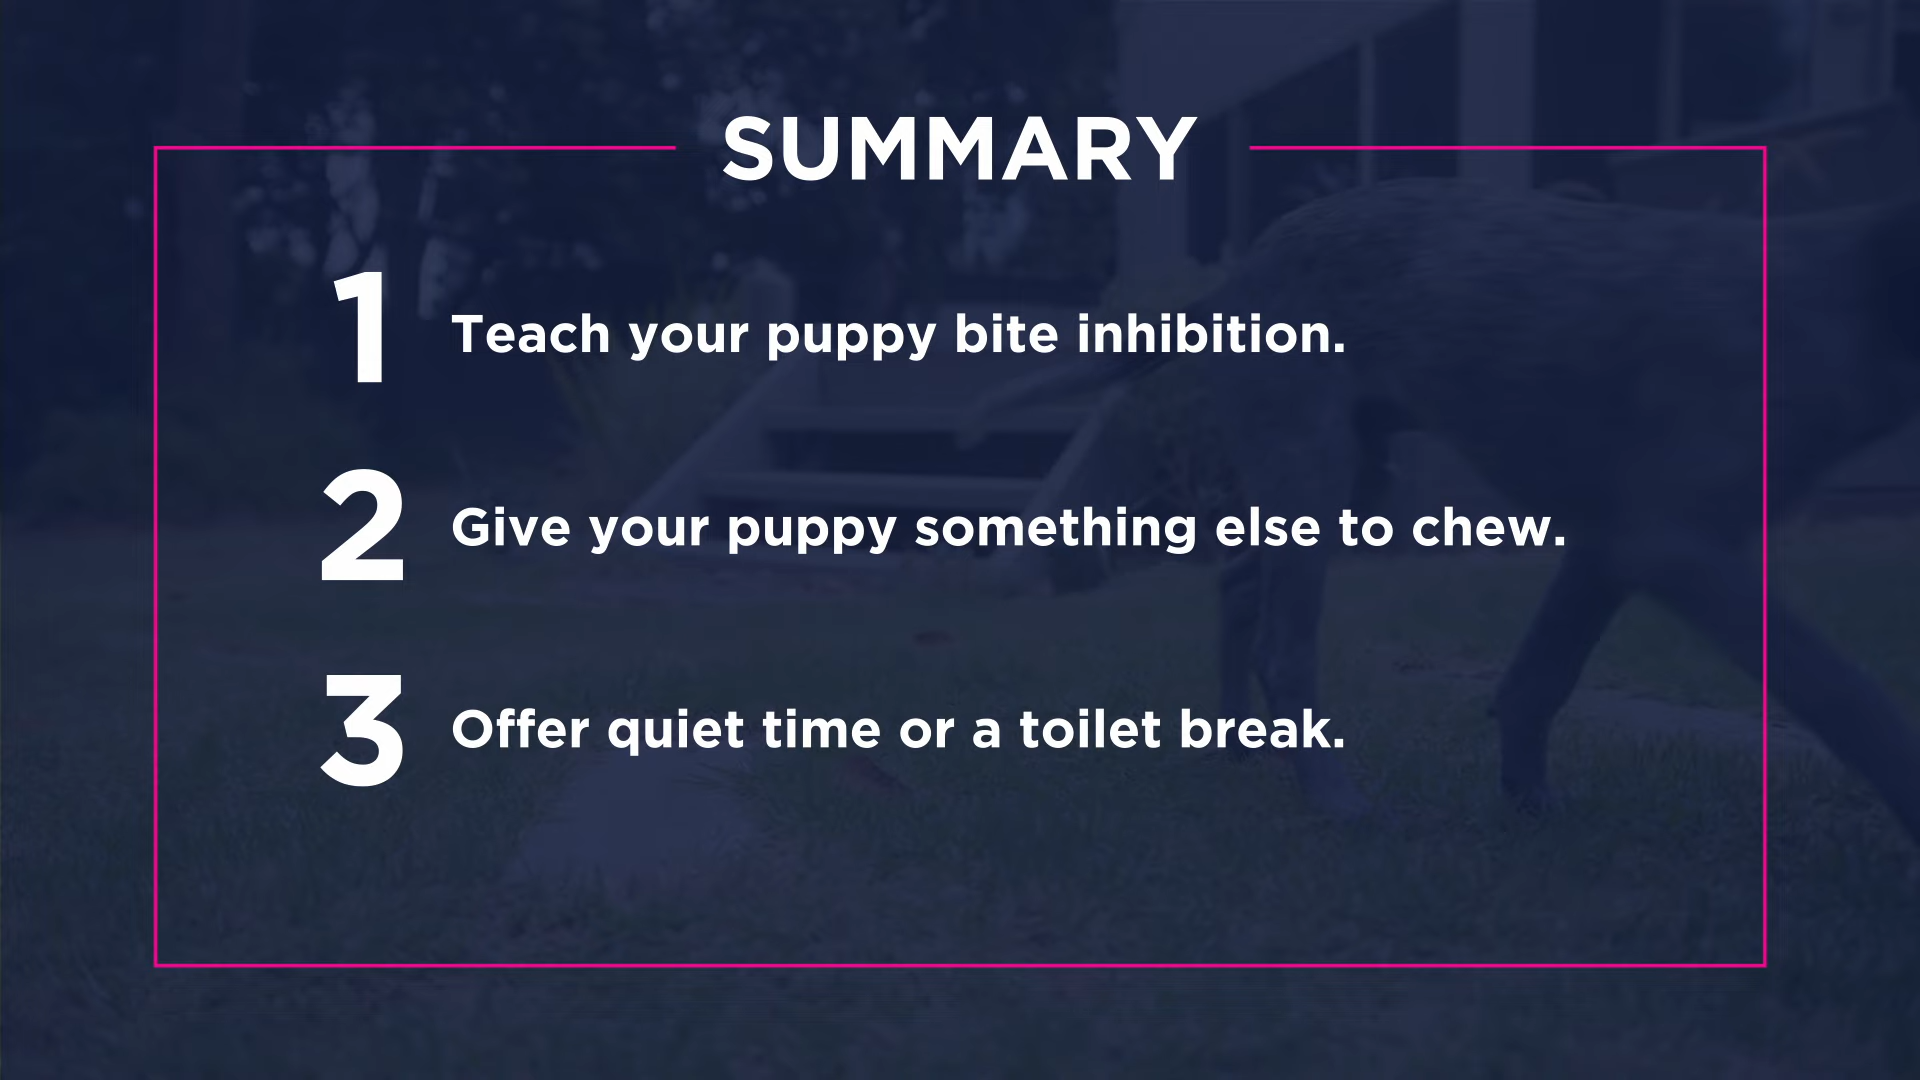 SUMMARY
1 Teach your puppy bite inhibition.
2 Give your puppy something else to chew.
3 Offer quiet time or a toilet break.